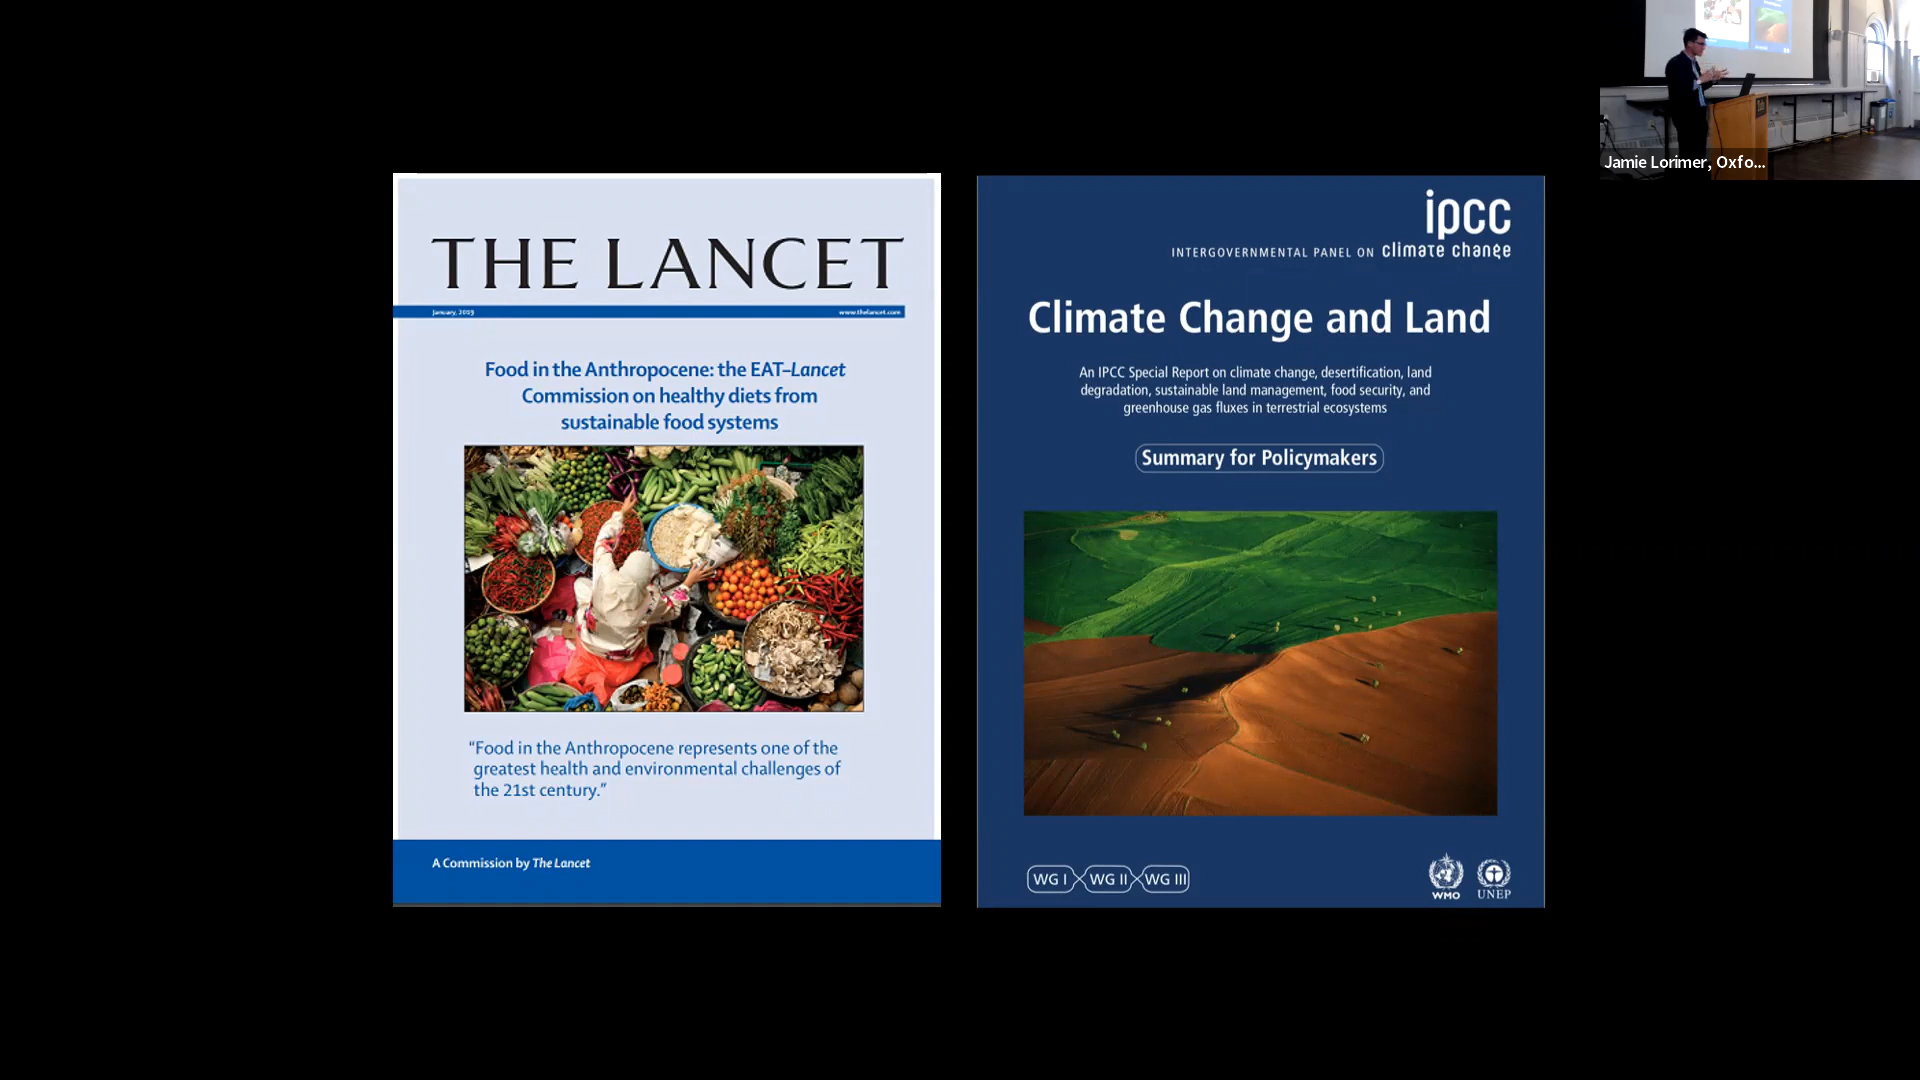 Jamie Lorimer, Oxfo...
THE LANCET
January, 2019
www.thelancet.com
Food in the Anthropocene: the EAT–Lancet
Commission on healthy diets from
sustainable food systems
“Food in the Anthropocene represents one of the
greatest health and environmental challenges of
the 21st century.”
A Commission by The Lancet
ipcc
INTERGOVERNMENTAL PANEL ON climate change
Climate Change and Land
An IPCC Special Report on climate change, desertification, land
degradation, sustainable land management, food security, and
greenhouse gas fluxes in terrestrial ecosystems
Summary for Policymakers
WG I WG II WG III
WMO
UNEP